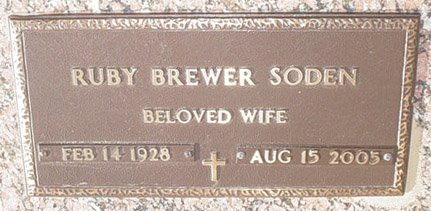 RUBY BREWER SODEN
BELOVED WIFE
FEB 14 1928 AUG 15 2005